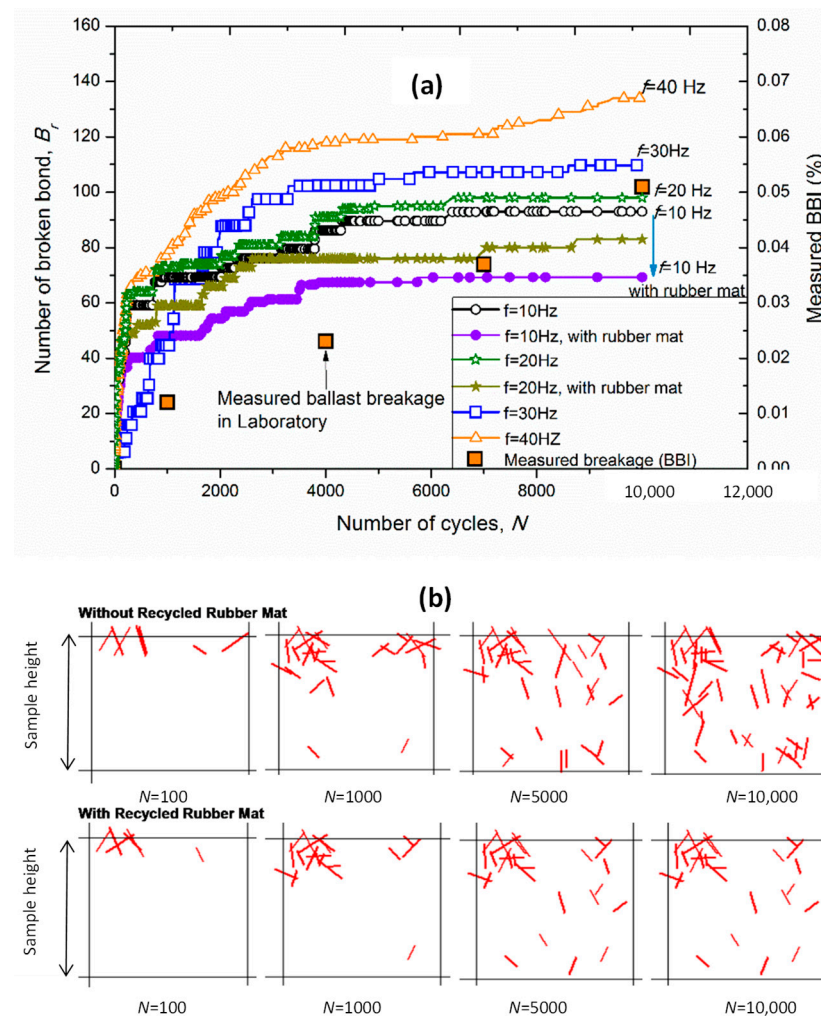 (a)
160
140
120
100
80
60
40
20
0
Number of broken bond, Br
0.08
0.07
0.06
0.05
0.04
0.03
0.02
0.01
0.00
Measured BBI (%)
f=40 Hz
f=30Hz
f=20 Hz
f=10 Hz
f=10 Hz
with rubber mat
Measured ballast breakage
in Laboratory
f=10Hz
f=10Hz, with rubber mat
f=20Hz
f=20Hz, with rubber mat
f=30Hz
f=40HZ
Measured breakage (BBI)
0 2000 4000 6000 8000 10,000 12,000
Number of cycles, N
(b)
Without Recycled Rubber Mat
Sample height
N=100 N=1000 N=5000 N=10,000
With Recycled Rubber Mat
Sample height
N=100 N=1000 N=5000 N=10,000